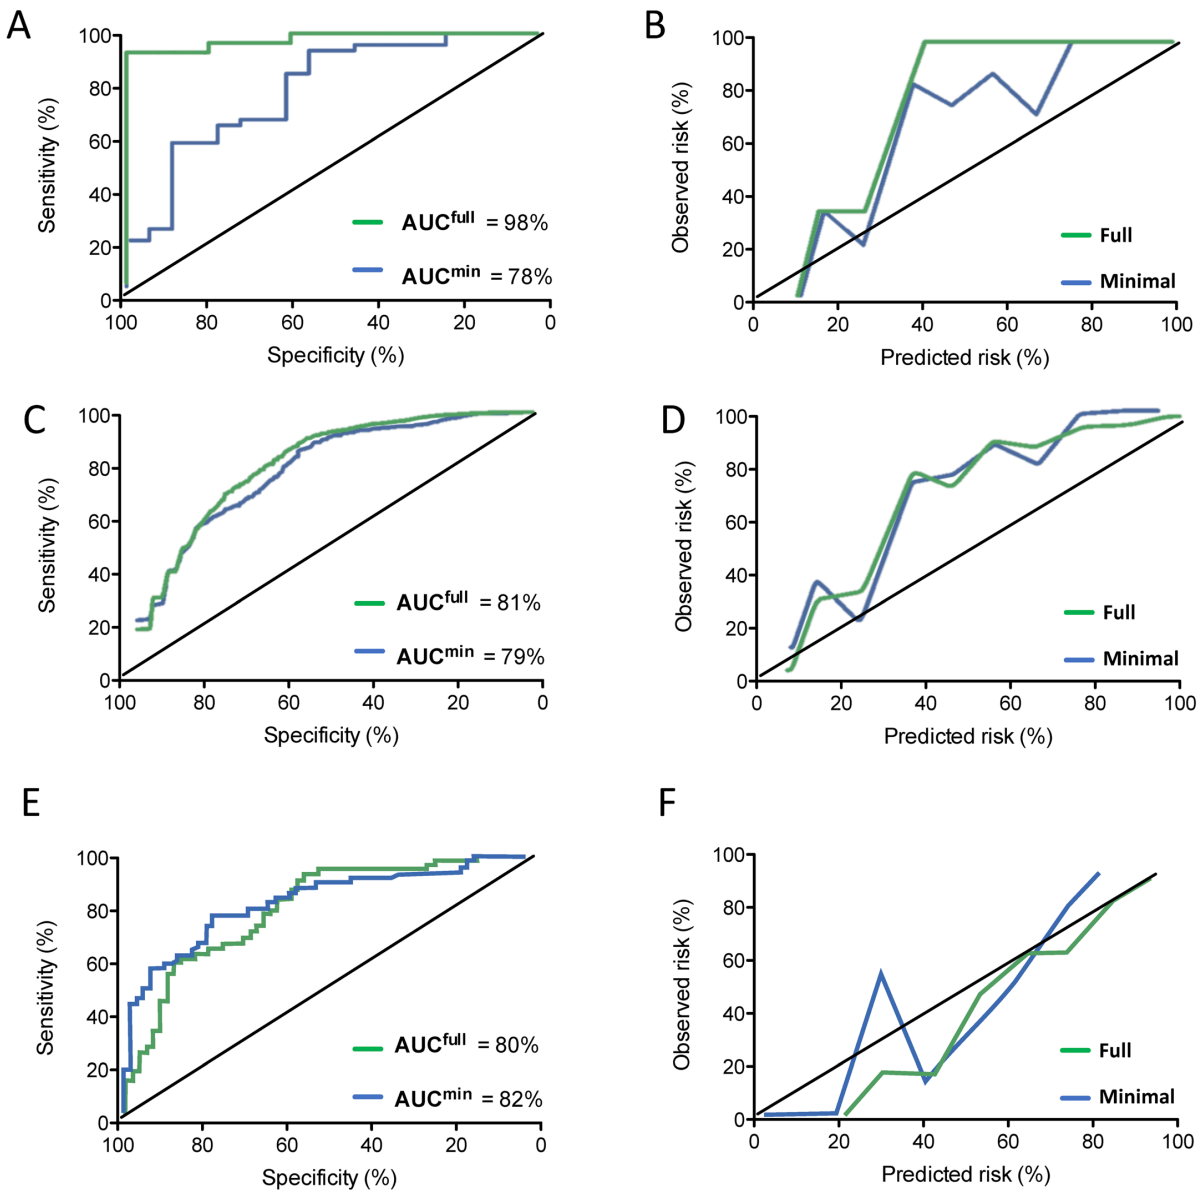 A
100
80
60
40
20
0
Sensitivity (%)
100 80 60 40 20 0
Specificity (%)
AUCfull = 98%
AUCmin = 78%
B
100
80
60
40
20
0
Observed risk (%)
0 20 40 60 80 100
Predicted risk (%)
Full
Minimal
C
100
80
60
40
20
0
Sensitivity (%)
100 80 60 40 20 0
Specificity (%)
AUCfull = 81%
AUCmin = 79%
D
100
80
60
40
20
0
Observed risk (%)
0 20 40 60 80 100
Predicted risk (%)
Full
Minimal
E
100
80
60
40
20
0
Sensitivity (%)
100 80 60 40 20 0
Specificity (%)
AUCfull = 80%
AUCmin = 82%
F
100
80
60
40
20
0
Observed risk (%)
0 20 40 60 80 100
Predicted risk (%)
Full
Minimal